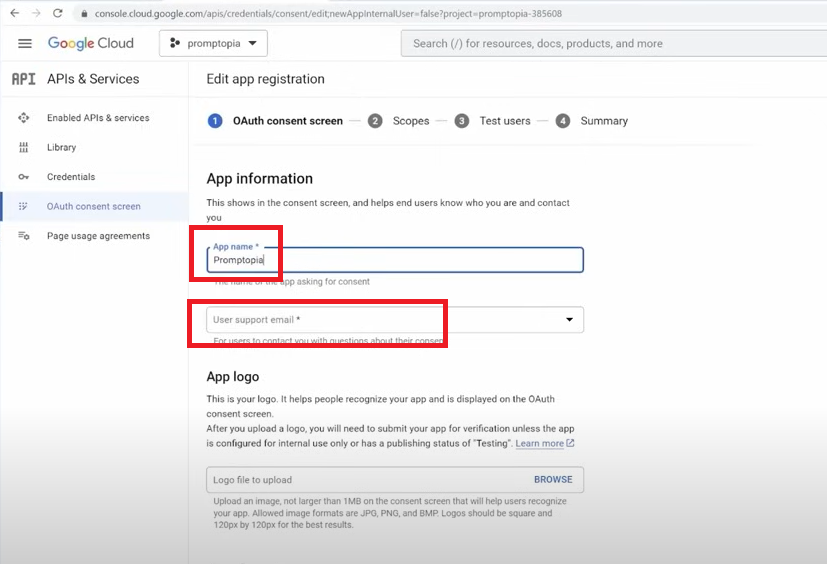 console.cloud.google.com/apis/credentials/consent/edit;newAppInternalUser=false?project=promptopia-385608
Google Cloud
promptopia
Search (/) for resources, docs, products, and more
API APIs & Services
Edit app registration
Enabled APIs & services
Library
Credentials
OAuth consent screen
Page usage agreements
1 OAuth consent screen — 2 Scopes — 3 Test users — 4 Summary
App information
This shows in the consent screen, and helps end users know who you are and contact
you
App name *
Promptopia
The name of the app asking for consent
User support email *
For users to contact you with questions about their consent
App logo
This is your logo. It helps people recognize your app and is displayed on the OAuth
consent screen.
After you upload a logo, you will need to submit your app for verification unless the app
is configured for internal use only or has a publishing status of "Testing". Learn more
Logo file to upload BROWSE
Upload an image, not larger than 1MB on the consent screen that will help users recognize
your app. Allowed image formats are JPG, PNG, and BMP. Logos should be square and
120px by 120px for the best results.